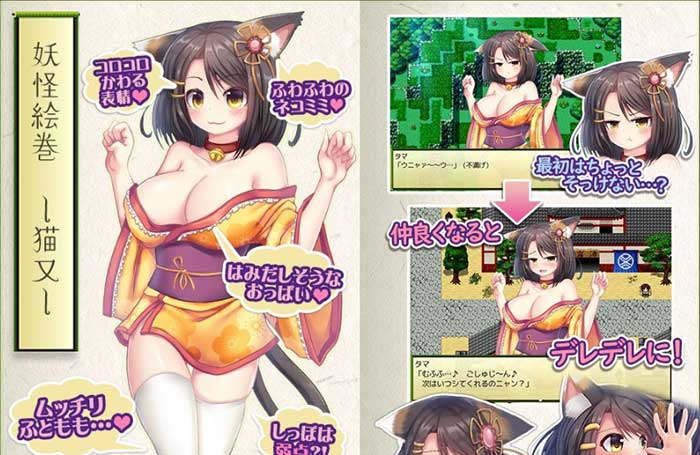 妖怪絵巻 ～猫又～
コロコロ
かわる
表情♥
ふわふわの
ネコミミ♥
はみだしそうな
おっぱい♥
ムッチリ
ふともも…♥
しっぽは
弱点?!
タマ
「ウニャァ～～ウ…」(不満げ)
最初はちょっと
そっけない…?
仲良くなると
デレデレに!
タマ
「むふふ…♪ ごしゅじ～ん♪
次はいつシてくれるのニャン?」